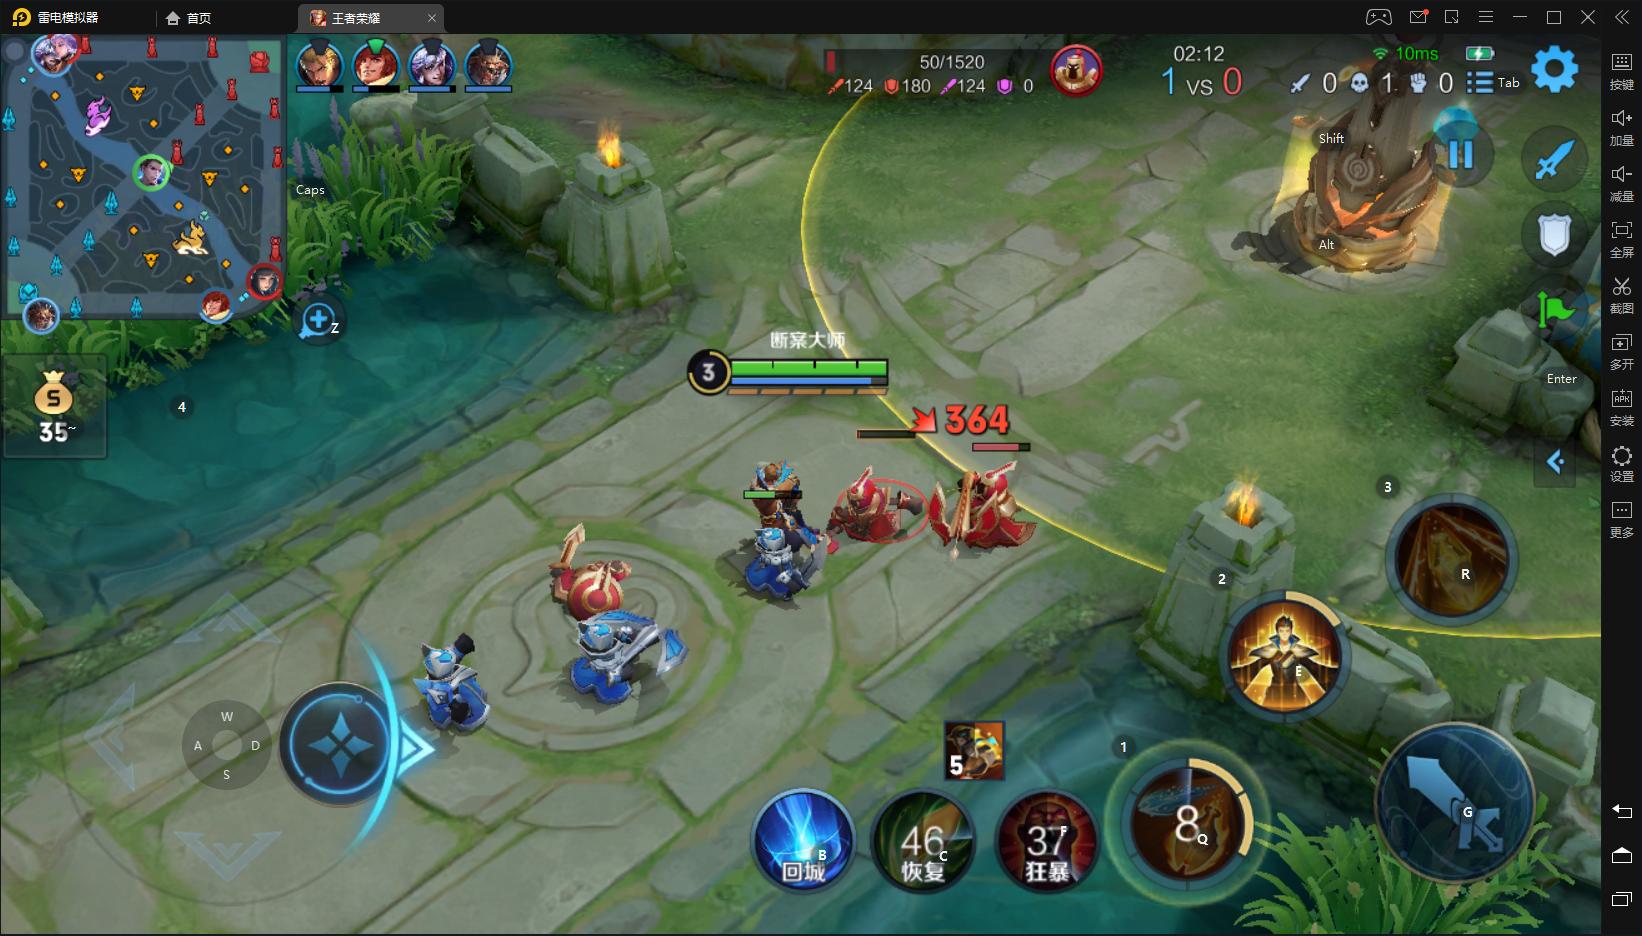 雷电模拟器
首页
王者荣耀
50/1520
124 180 124 0
02:12
1 VS 0
10ms
0 1 0
Tab
Shift
Caps
Alt
Z
Enter
S
35~
4
断案大师
3
364
3
R
2
E
W
A D
S
5
1
B
回城
46
C
恢复
37
F
狂暴
8
Q
G
按键
加量
减量
全屏
截图
多开
APK
安装
设置
更多